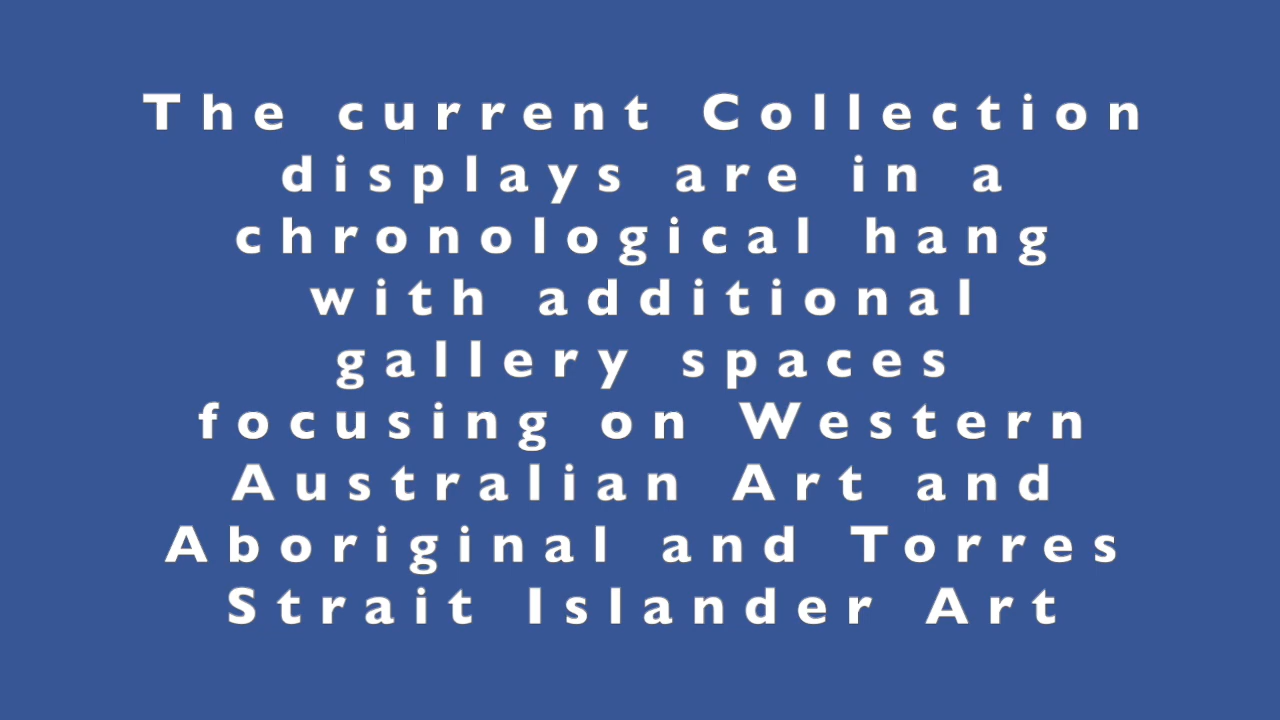 The current Collection
displays are in a
chronological hang
with additional
gallery spaces
focusing on Western
Australian Art and
Aboriginal and Torres
Strait Islander Art